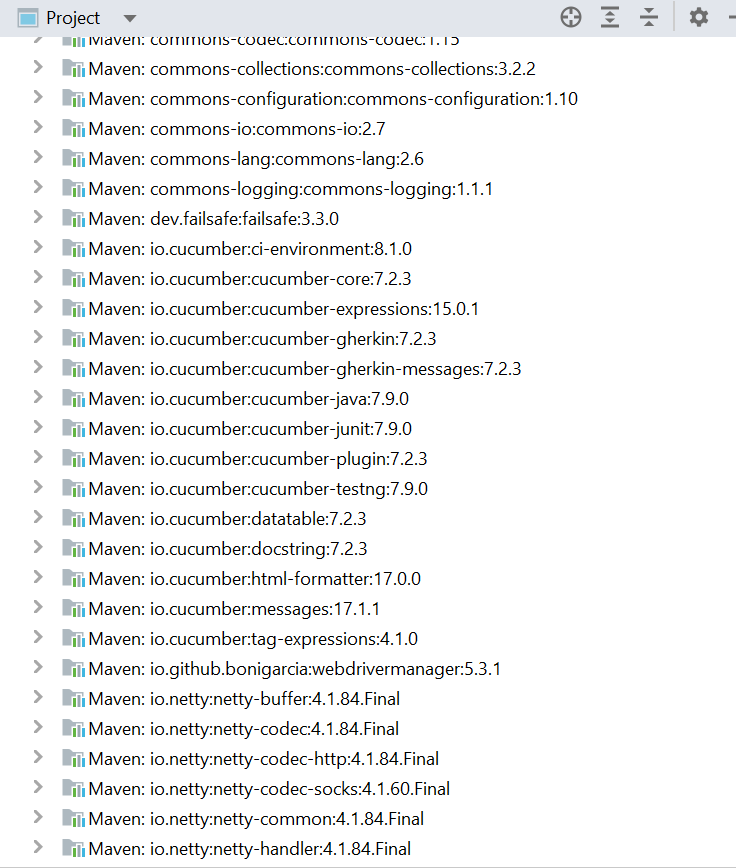 Project
Maven: commons-codec:commons-codec:1.15
Maven: commons-collections:commons-collections:3.2.2
Maven: commons-configuration:commons-configuration:1.10
Maven: commons-io:commons-io:2.7
Maven: commons-lang:commons-lang:2.6
Maven: commons-logging:commons-logging:1.1.1
Maven: dev.failsafe:failsafe:3.3.0
Maven: io.cucumber:ci-environment:8.1.0
Maven: io.cucumber:cucumber-core:7.2.3
Maven: io.cucumber:cucumber-expressions:15.0.1
Maven: io.cucumber:cucumber-gherkin:7.2.3
Maven: io.cucumber:cucumber-gherkin-messages:7.2.3
Maven: io.cucumber:cucumber-java:7.9.0
Maven: io.cucumber:cucumber-junit:7.9.0
Maven: io.cucumber:cucumber-plugin:7.2.3
Maven: io.cucumber:cucumber-testng:7.9.0
Maven: io.cucumber:datatable:7.2.3
Maven: io.cucumber:docstring:7.2.3
Maven: io.cucumber:html-formatter:17.0.0
Maven: io.cucumber:messages:17.1.1
Maven: io.cucumber:tag-expressions:4.1.0
Maven: io.github.bonigarcia:webdrivermanager:5.3.1
Maven: io.netty:netty-buffer:4.1.84.Final
Maven: io.netty:netty-codec:4.1.84.Final
Maven: io.netty:netty-codec-http:4.1.84.Final
Maven: io.netty:netty-codec-socks:4.1.60.Final
Maven: io.netty:netty-common:4.1.84.Final
Maven: io.netty:netty-handler:4.1.84.Final